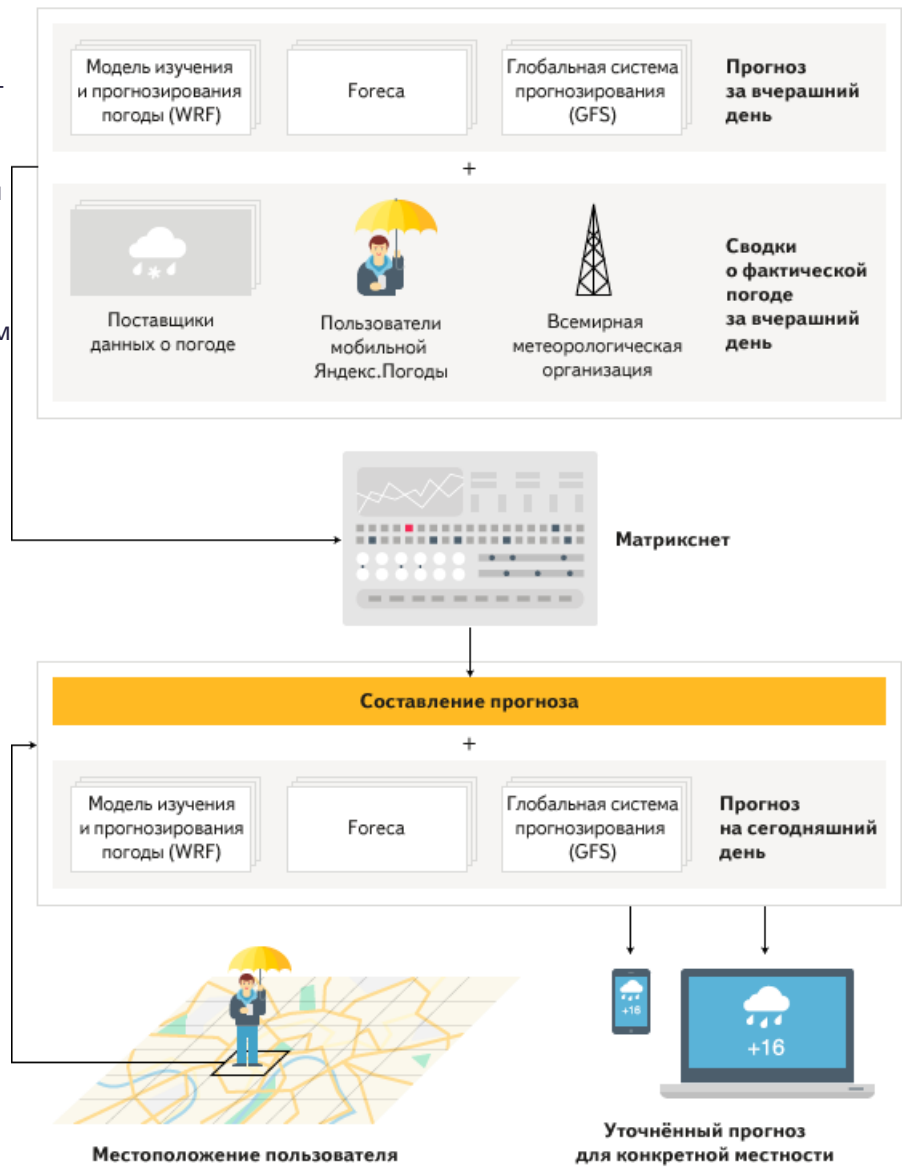 Модель изучения
и прогнозирования
погоды (WRF)
Foreca
Глобальная система
прогнозирования
(GFS)
Прогноз
за вчерашний
день
+
Поставщики
данных о погоде
Пользователи
мобильной
Яндекс.Погоды
Всемирная
метеорологическая
организация
Сводки
о фактической
погоде
за вчерашний
день
Матрикснет
Составление прогноза
+
Модель изучения
и прогнозирования
погоды (WRF)
Foreca
Глобальная система
прогнозирования
(GFS)
Прогноз
на сегодняшний
день
+16
+16
Местоположение пользователя
Уточнённый прогноз
для конкретной местности